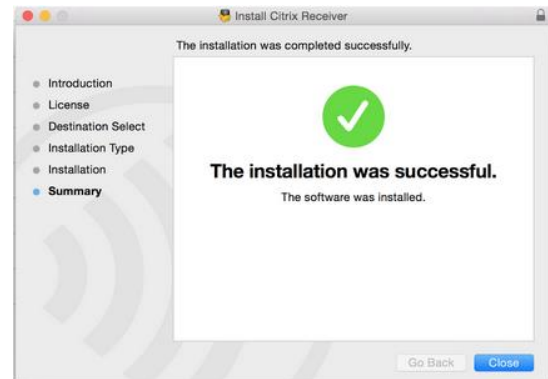 Install Citrix Receiver
The installation was completed successfully.
Introduction
License
Destination Select
Installation Type
Installation
Summary
The installation was successful.
The software was installed.
Go Back
Close